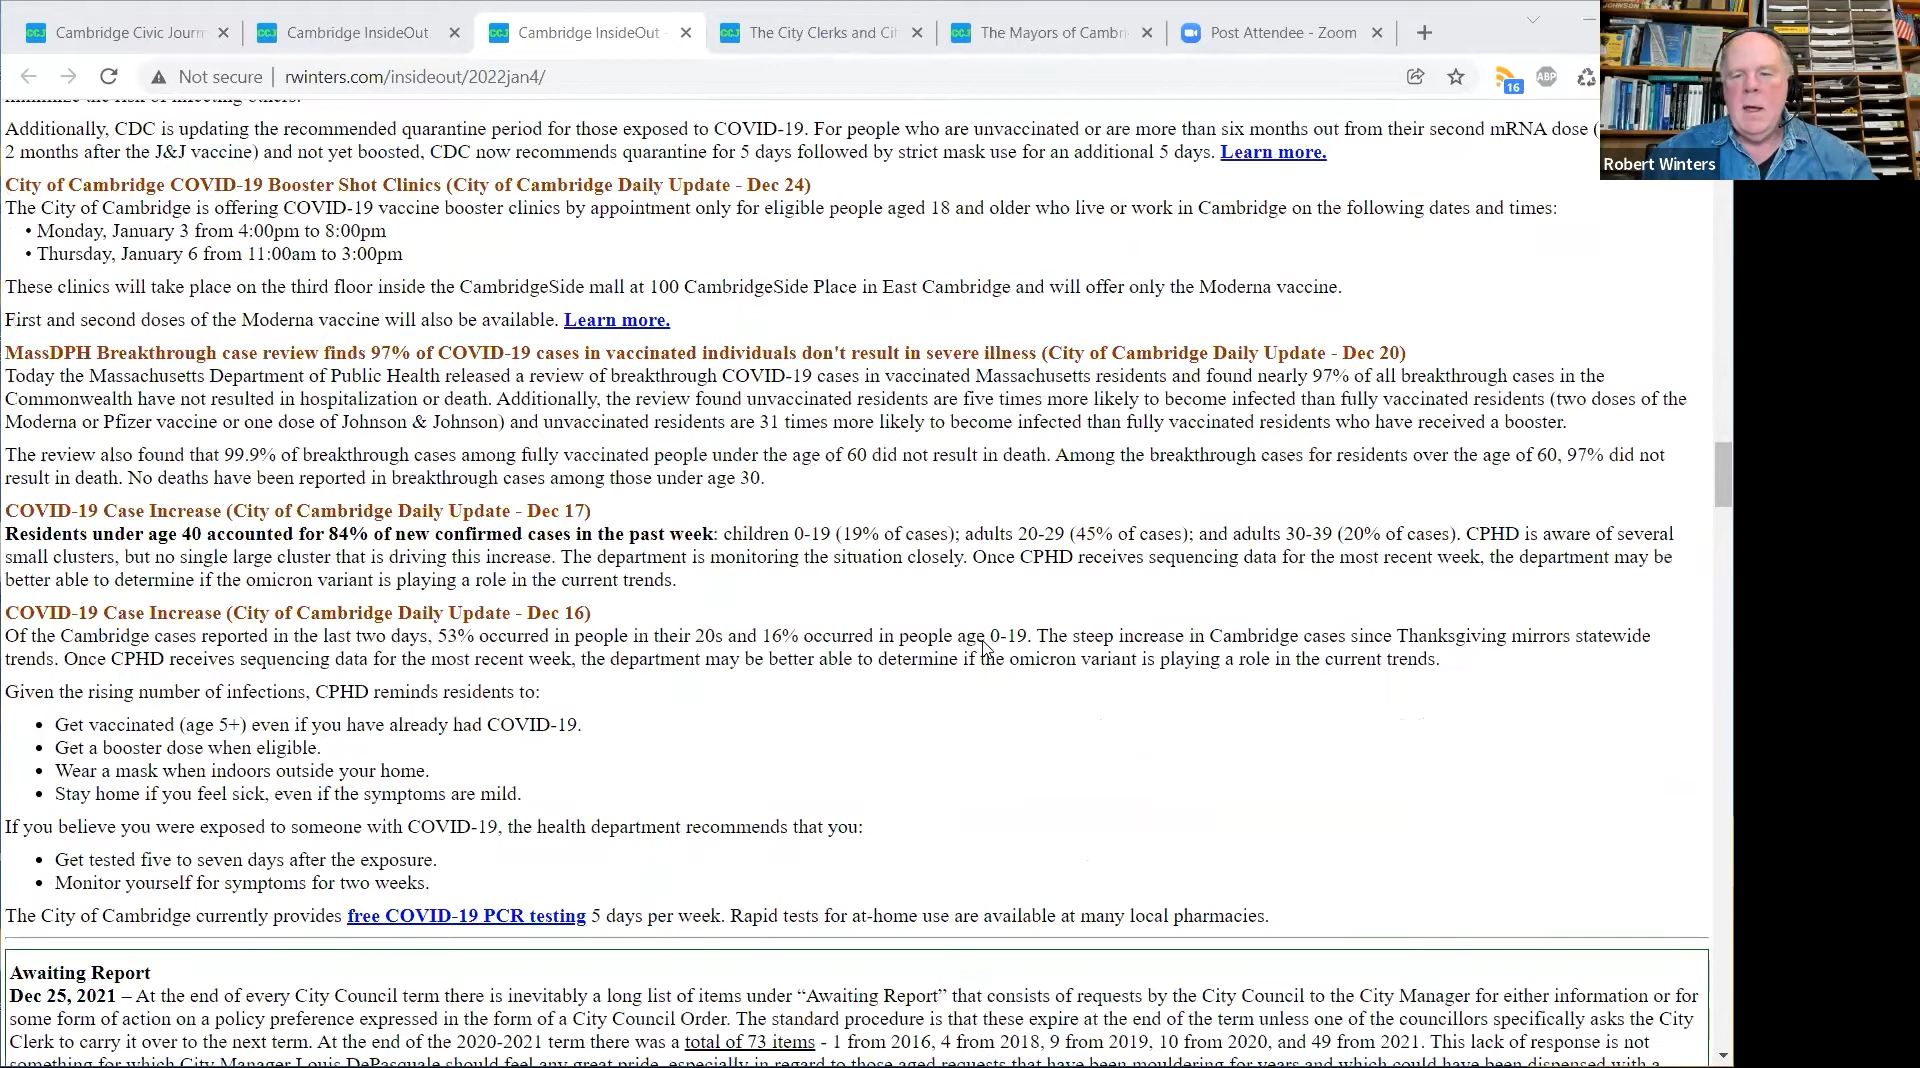 Cambridge Civic Journ
Cambridge InsideOut
Cambridge InsideOut -
The City Clerks and Cit
The Mayors of Cambri
Post Attendee - Zoom
Not secure | rwinters.com/insideout/2022jan4/
16
ABP
Robert Winters
minimize the risk of infecting others.
Additionally, CDC is updating the recommended quarantine period for those exposed to COVID-19. For people who are unvaccinated or are more than six months out from their second mRNA dose (
2 months after the J&J vaccine) and not yet boosted, CDC now recommends quarantine for 5 days followed by strict mask use for an additional 5 days. Learn more.
City of Cambridge COVID-19 Booster Shot Clinics (City of Cambridge Daily Update - Dec 24)
The City of Cambridge is offering COVID-19 vaccine booster clinics by appointment only for eligible people aged 18 and older who live or work in Cambridge on the following dates and times:
• Monday, January 3 from 4:00pm to 8:00pm
• Thursday, January 6 from 11:00am to 3:00pm
These clinics will take place on the third floor inside the CambridgeSide mall at 100 CambridgeSide Place in East Cambridge and will offer only the Moderna vaccine.
First and second doses of the Moderna vaccine will also be available. Learn more.
MassDPH Breakthrough case review finds 97% of COVID-19 cases in vaccinated individuals don't result in severe illness (City of Cambridge Daily Update - Dec 20)
Today the Massachusetts Department of Public Health released a review of breakthrough COVID-19 cases in vaccinated Massachusetts residents and found nearly 97% of all breakthrough cases in the
Commonwealth have not resulted in hospitalization or death. Additionally, the review found unvaccinated residents are five times more likely to become infected than fully vaccinated residents (two doses of the
Moderna or Pfizer vaccine or one dose of Johnson & Johnson) and unvaccinated residents are 31 times more likely to become infected than fully vaccinated residents who have received a booster.
The review also found that 99.9% of breakthrough cases among fully vaccinated people under the age of 60 did not result in death. Among the breakthrough cases for residents over the age of 60, 97% did not
result in death. No deaths have been reported in breakthrough cases among those under age 30.
COVID-19 Case Increase (City of Cambridge Daily Update - Dec 17)
Residents under age 40 accounted for 84% of new confirmed cases in the past week: children 0-19 (19% of cases); adults 20-29 (45% of cases); and adults 30-39 (20% of cases). CPHD is aware of several
small clusters, but no single large cluster that is driving this increase. The department is monitoring the situation closely. Once CPHD receives sequencing data for the most recent week, the department may be
better able to determine if the omicron variant is playing a role in the current trends.
COVID-19 Case Increase (City of Cambridge Daily Update - Dec 16)
Of the Cambridge cases reported in the last two days, 53% occurred in people in their 20s and 16% occurred in people age 0-19. The steep increase in Cambridge cases since Thanksgiving mirrors statewide
trends. Once CPHD receives sequencing data for the most recent week, the department may be better able to determine if the omicron variant is playing a role in the current trends.
Given the rising number of infections, CPHD reminds residents to:
• Get vaccinated (age 5+) even if you have already had COVID-19.
• Get a booster dose when eligible.
• Wear a mask when indoors outside your home.
• Stay home if you feel sick, even if the symptoms are mild.
If you believe you were exposed to someone with COVID-19, the health department recommends that you:
• Get tested five to seven days after the exposure.
• Monitor yourself for symptoms for two weeks.
The City of Cambridge currently provides free COVID-19 PCR testing 5 days per week. Rapid tests for at-home use are available at many local pharmacies.
Awaiting Report
Dec 25, 2021 – At the end of every City Council term there is inevitably a long list of items under “Awaiting Report” that consists of requests by the City Council to the City Manager for either information or for
some form of action on a policy preference expressed in the form of a City Council Order. The standard procedure is that these expire at the end of the term unless one of the councillors specifically asks the City
Clerk to carry it over to the next term. At the end of the 2020-2021 term there was a total of 73 items - 1 from 2016, 4 from 2018, 9 from 2019, 10 from 2020, and 49 from 2021. This lack of response is not
something for which City Manager Louis DePasquale should feel any great pride, especially in regard to those aged requests that have been mouldering for years and which could have been dispensed with a